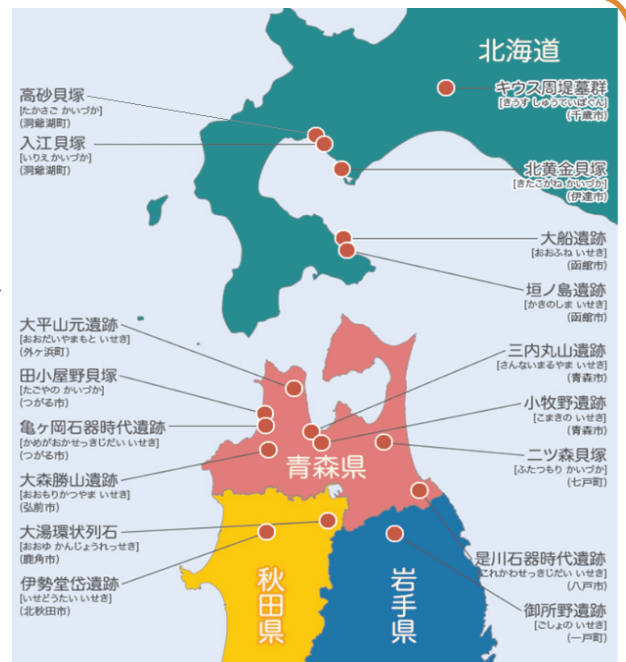 北海道
高砂貝塚
[たかさご かいづか]
(洞爺湖町)
入江貝塚
[いりえ かいづか]
(洞爺湖町)
キウス周堤墓群
[きうす しゅうていぼぐん]
(千歳市)
北黄金貝塚
[きたこがね かいづか]
(伊達市)
大船遺跡
[おおふね いせき]
(函館市)
垣ノ島遺跡
[かきのしま いせき]
(函館市)
大平山元遺跡
[おおだいやまもと いせき]
(外ヶ浜町)
田小屋野貝塚
[たごやの かいづか]
(つがる市)
亀ヶ岡石器時代遺跡
[かめがおかせっきじだい いせき]
(つがる市)
大森勝山遺跡
[おおもりかつやま いせき]
(弘前市)
大湯環状列石
[おおゆ かんじょうれっせき]
(鹿角市)
伊勢堂岱遺跡
[いせどうたい いせき]
(北秋田市)
三内丸山遺跡
[さんないまるやま いせき]
(青森市)
小牧野遺跡
[こまきの いせき]
(青森市)
二ツ森貝塚
[ふたつもり かいづか]
(七戸町)
是川石器時代遺跡
[これかわせっきじだい いせき]
(八戸市)
御所野遺跡
[ごしょの いせき]
(一戸町)
青森県
秋田県
岩手県